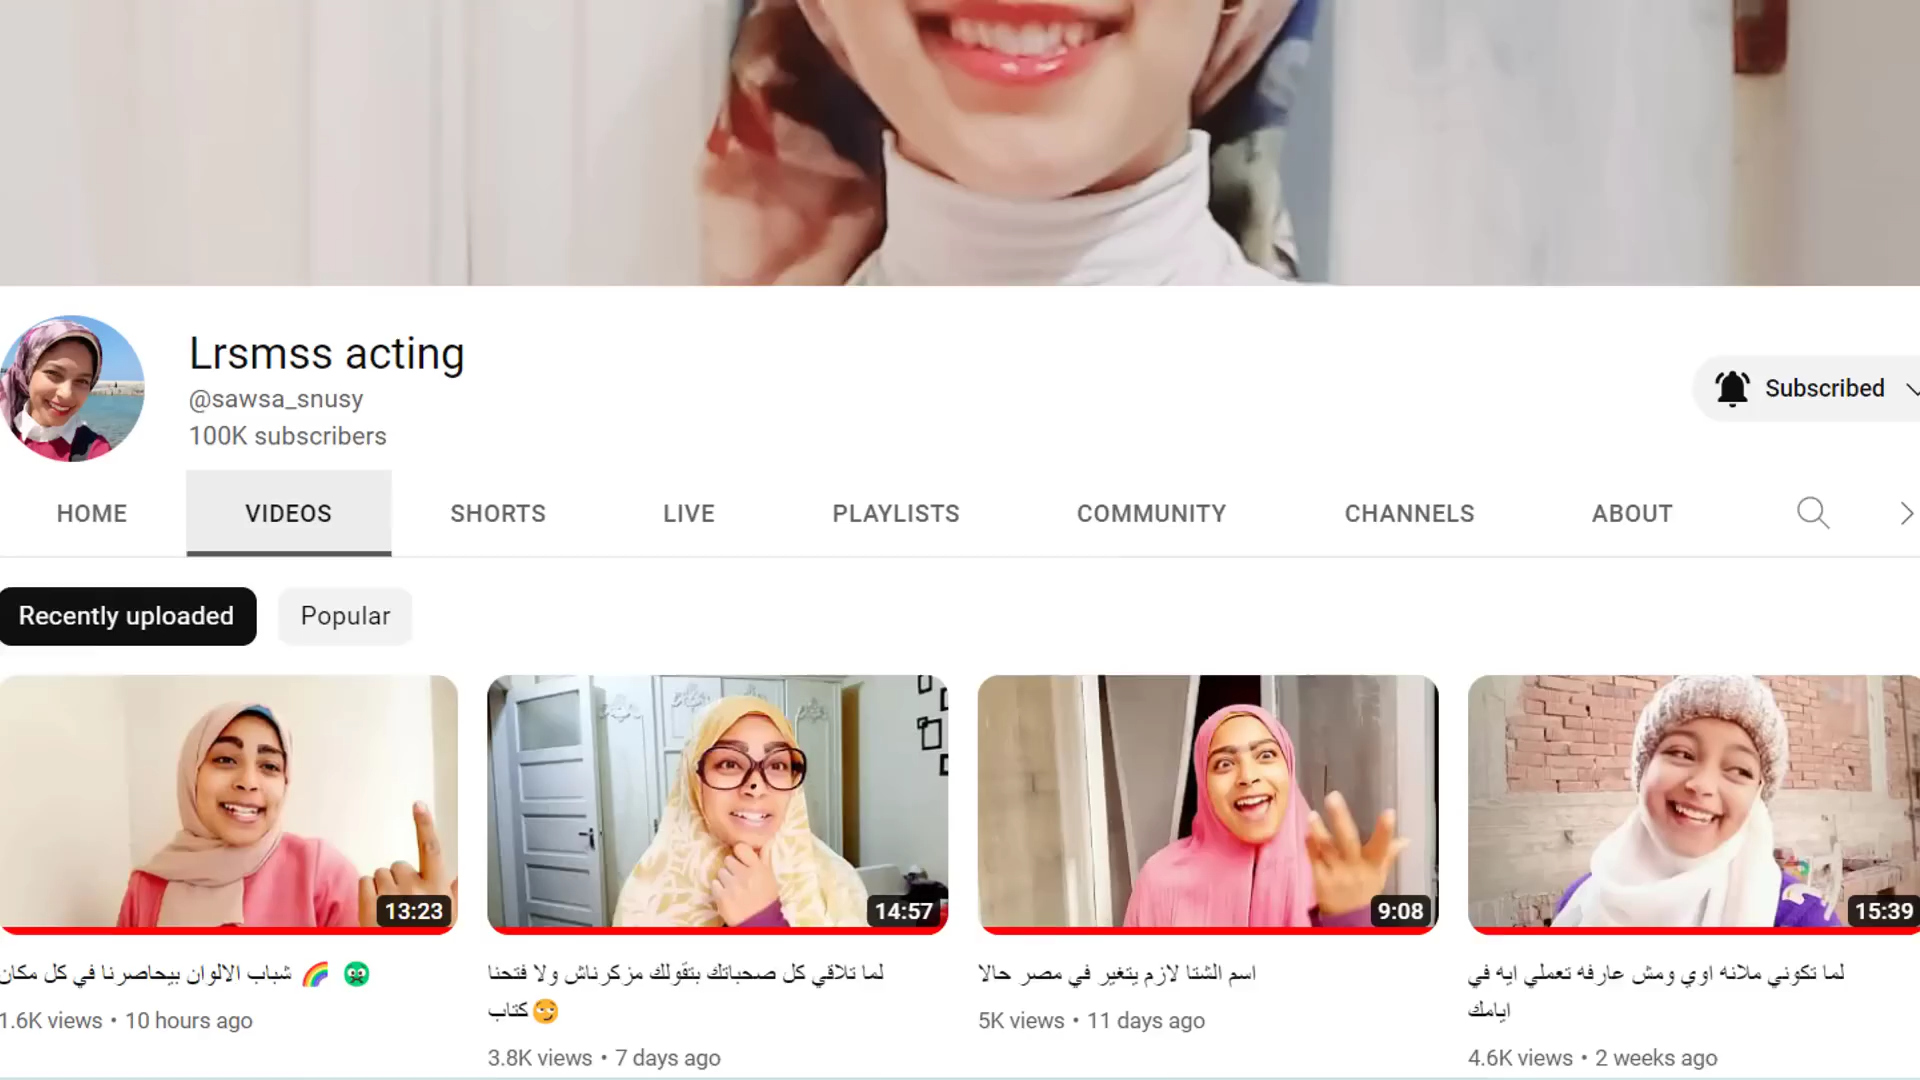 Lrsmss acting
@sawsa_snusy
100K subscribers
Subscribed
HOME VIDEOS SHORTS LIVE PLAYLISTS COMMUNITY CHANNELS ABOUT
Recently uploaded Popular
13:23
14:57
9:08
15:39
شباب الالوان بيحاصرنا في كل مكان 🌈 🤢
1.6K views • 10 hours ago
لما تلاقي كل صحباتك بتقولك مزكرناش ولا فتحنا
كتاب 😏
3.8K views • 7 days ago
اسم الشتا لازم يتغير في مصر حالا
5K views • 11 days ago
لما تكوني ملانه اوي ومش عارفه تعملي ايه في
ايامك
4.6K views • 2 weeks ago